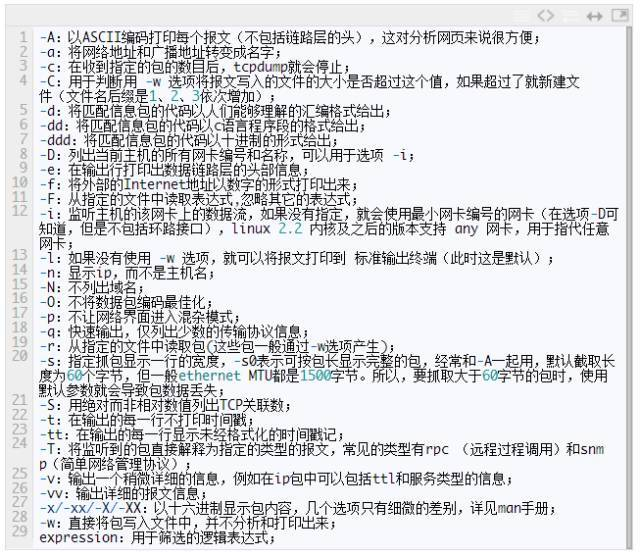 1 -A：以ASCII编码打印每个报文（不包括链路层的头），这对分析网页来说很方便；
2 -a：将网络地址和广播地址转变成名字；
3 -c：在收到指定的包的数目后，tcpdump就会停止；
4 -C：用于判断用 -w 选项将报文写入的文件的大小是否超过这个值，如果超过了就新建文
件（文件名后缀是1、2、3依次增加）；
5 -d：将匹配信息包的代码以人们能够理解的汇编格式给出；
6 -dd：将匹配信息包的代码以c语言程序段的格式给出；
7 -ddd：将匹配信息包的代码以十进制的形式给出；
8 -D：列出当前主机的所有网卡编号和名称，可以用于选项 -i；
9 -e：在输出行打印出数据链路层的头部信息；
10 -f：将外部的Internet地址以数字的形式打印出来；
11 -F：从指定的文件中读取表达式,忽略其它的表达式；
12 -i：监听主机的该网卡上的数据流，如果没有指定，就会使用最小网卡编号的网卡（在选项-D可
知道，但是不包括环路接口），linux 2.2 内核及之后的版本支持 any 网卡，用于指代任意
网卡；
13 -l：如果没有使用 -w 选项，就可以将报文打印到 标准输出终端（此时这是默认）；
14 -n：显示ip，而不是主机名；
15 -N：不列出域名；
16 -O：不将数据包编码最佳化；
17 -p：不让网络界面进入混杂模式；
18 -q：快速输出，仅列出少数的传输协议信息；
19 -r：从指定的文件中读取包(这些包一般通过-w选项产生)；
20 -s：指定抓包显示一行的宽度，-s0表示可按包长显示完整的包，经常和-A一起用，默认截取长
度为60个字节，但一般ethernet MTU都是1500字节。所以，要抓取大于60字节的包时，使用
默认参数就会导致包数据丢失；
21 -S：用绝对而非相对数值列出TCP关联数；
22 -t：在输出的每一行不打印时间戳；
23 -tt：在输出的每一行显示未经格式化的时间戳记；
24 -T：将监听到的包直接解释为指定的类型的报文，常见的类型有rpc （远程过程调用）和snm
p（简单网络管理协议）；
25 -v：输出一个稍微详细的信息，例如在ip包中可以包括ttl和服务类型的信息；
26 -vv：输出详细的报文信息；
27 -x/-xx/-X/-XX：以十六进制显示包内容，几个选项只有细微的差别，详见man手册；
28 -w：直接将包写入文件中，并不分析和打印出来；
29 expression：用于筛选的逻辑表达式；